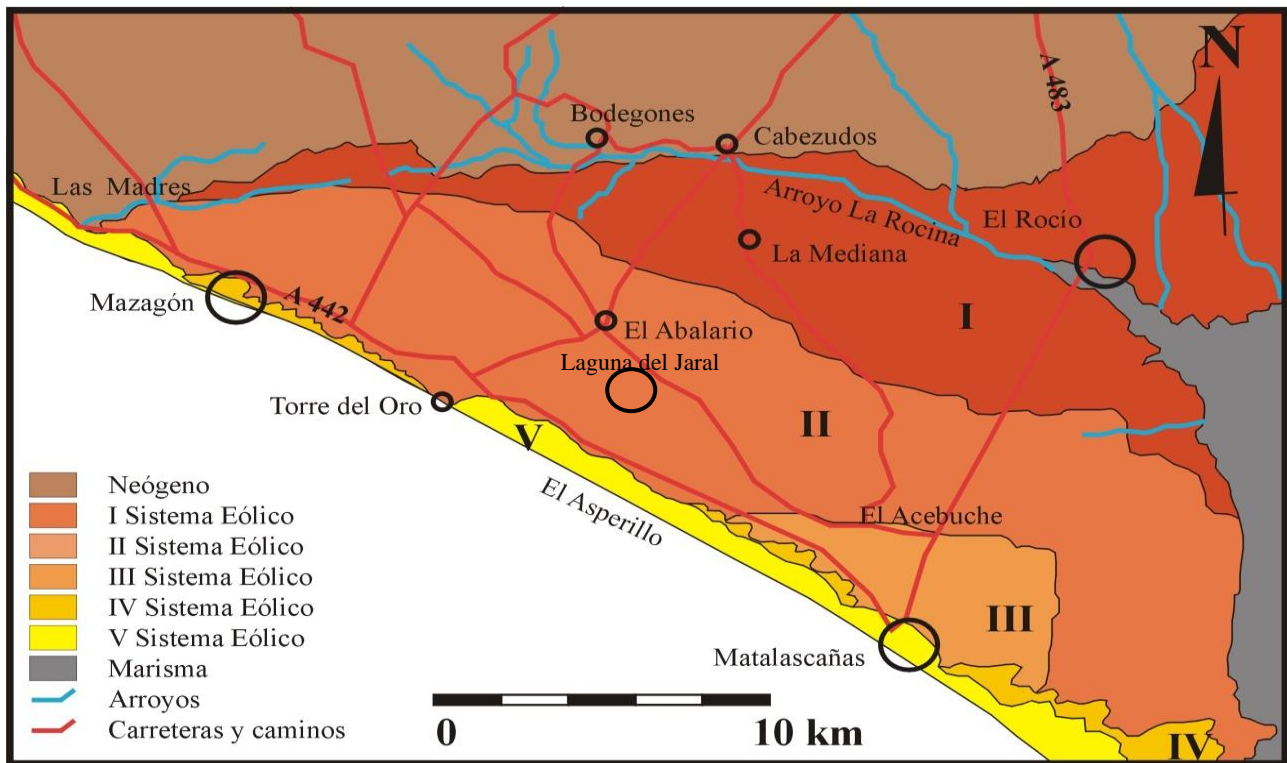 N
A 483
Bodegones
Cabezudos
Las Madres
Arroyo La Rocina
El Rocío
La Mediana
Mazagón
A 442
I
El Abalario
Laguna del Jaral
Torre del Oro
II
V
El Asperillo
El Acebuche
Neógeno
I Sistema Eólico
II Sistema Eólico
III Sistema Eólico
IV Sistema Eólico
V Sistema Eólico
Marisma
Arroyos
Carreteras y caminos
III
Matalascañas
0 10 km
IV